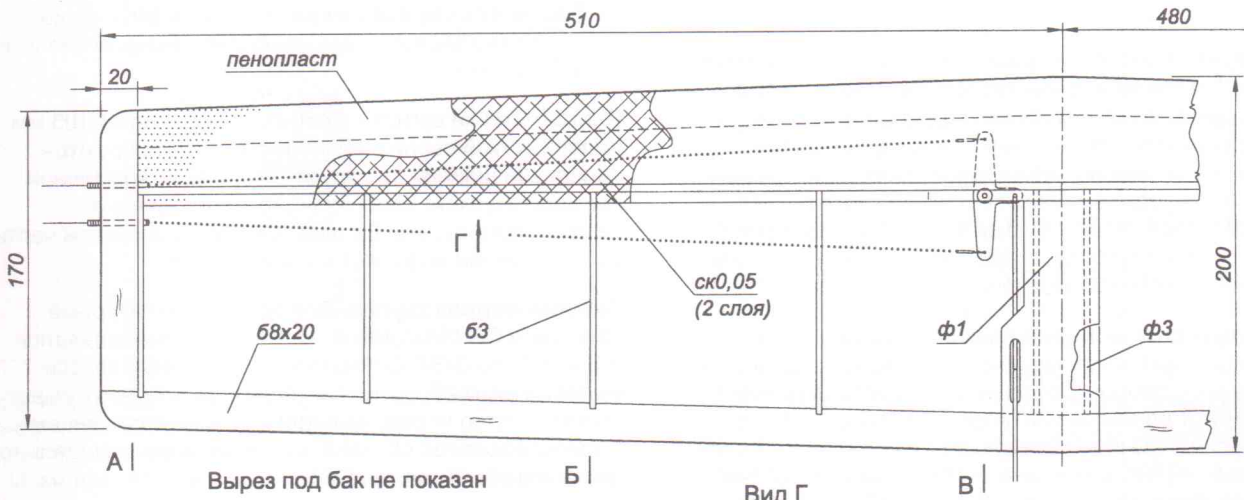 510
480
20
пенопласт
170
200
Г
ск0,05
(2 слоя)
б8х20
б3
ф1
ф3
А
Б
В
Вырез под бак не показан
Вид Г